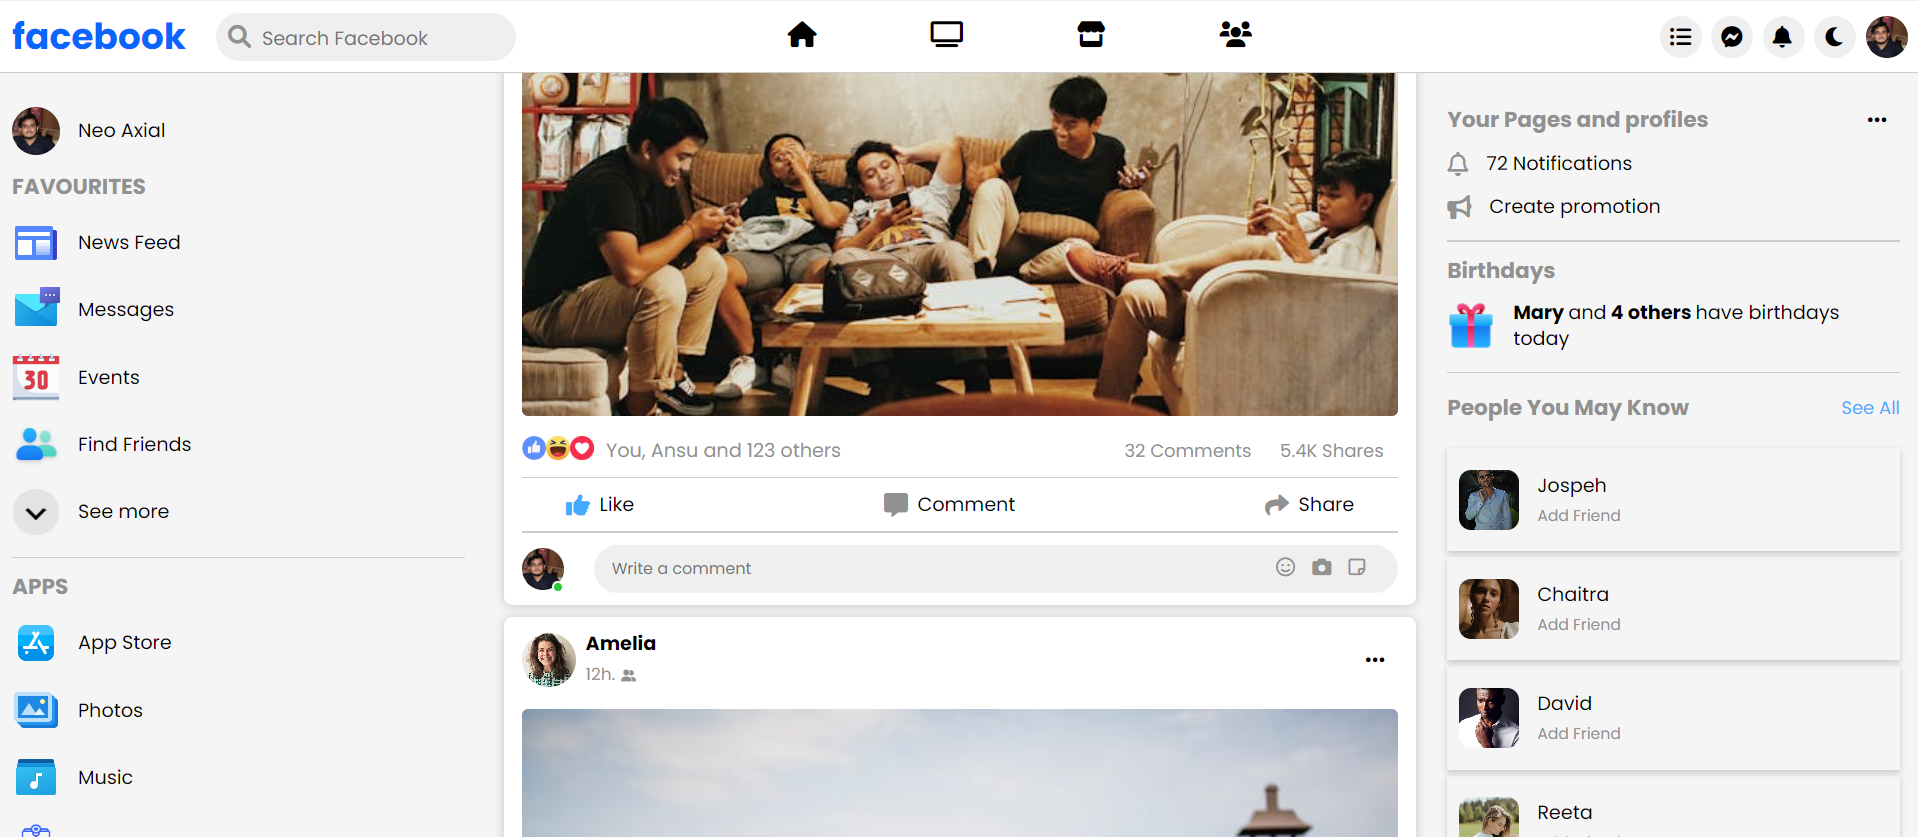 facebook
Search Facebook
Neo Axial
FAVOURITES
News Feed
Messages
30
Events
Find Friends
See more
APPS
App Store
Photos
Music
You, Ansu and 123 others
32 Comments
5.4K Shares
Like
Comment
Share
Write a comment
Amelia
12h.
Your Pages and profiles
72 Notifications
Create promotion
Birthdays
Mary and 4 others have birthdays
today
People You May Know
See All
Jospeh
Add Friend
Chaitra
Add Friend
David
Add Friend
Reeta